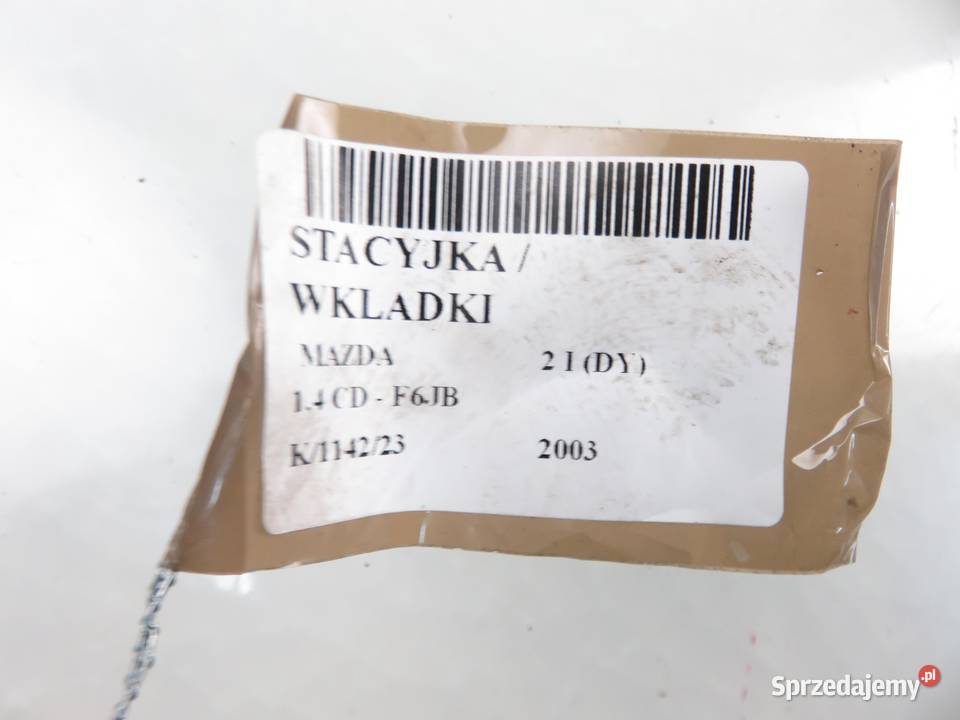 STACYJKA /
WKLADKI
MAZDA 2 I (DY)
1.4 CD - F6JB
K/1142/23 2003
Sprzedajemy.pl